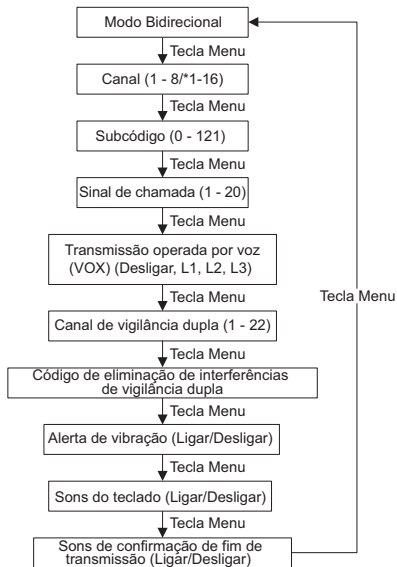 Modo Bidirecional
Tecla Menu
Canal (1 - 8/*1-16)
Tecla Menu
Subcódigo (0 - 121)
Tecla Menu
Sinal de chamada (1 - 20)
Tecla Menu
Transmissão operada por voz
(VOX) (Desligar, L1, L2, L3)
Tecla Menu
Tecla Menu
Canal de vigilância dupla (1 - 22)
Tecla Menu
Código de eliminação de interferências
de vigilância dupla
Tecla Menu
Alerta de vibração (Ligar/Desligar)
Tecla Menu
Sons do teclado (Ligar/Desligar)
Tecla Menu
Sons de confirmação de fim de
transmissão (Ligar/Desligar)